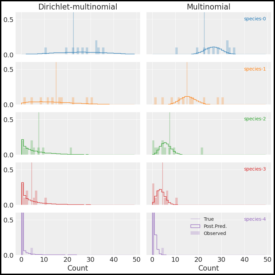 Dirichlet-multinomial
Multinomial
0.5
species-0
0.0
0.5
species-1
0.0
0.5
species-2
0.0
0.5
species-3
0.0
0.5
species-4
True
Post.Pred.
Observed
0.0
0 10 20 30 40 50
0 10 20 30 40 50
Count
Count